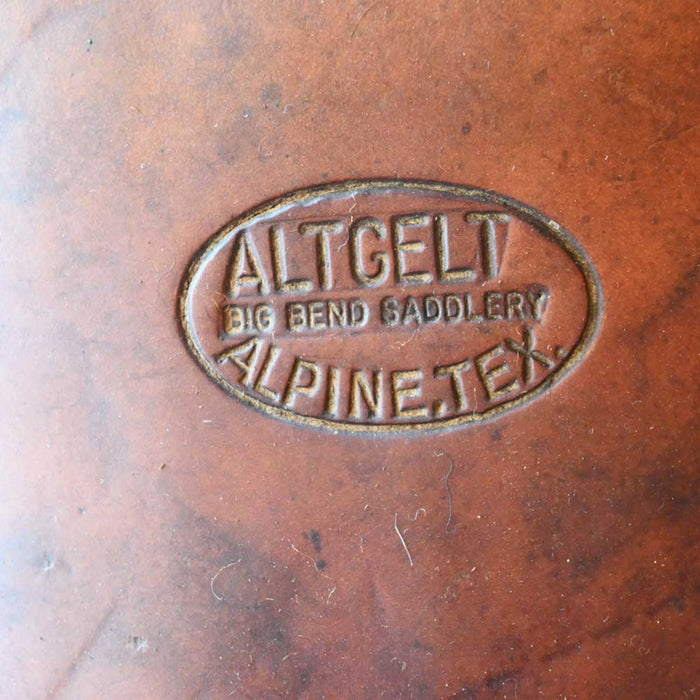 ALTGELT
BIG BEND SADDLERY
ALPINE, TEX.